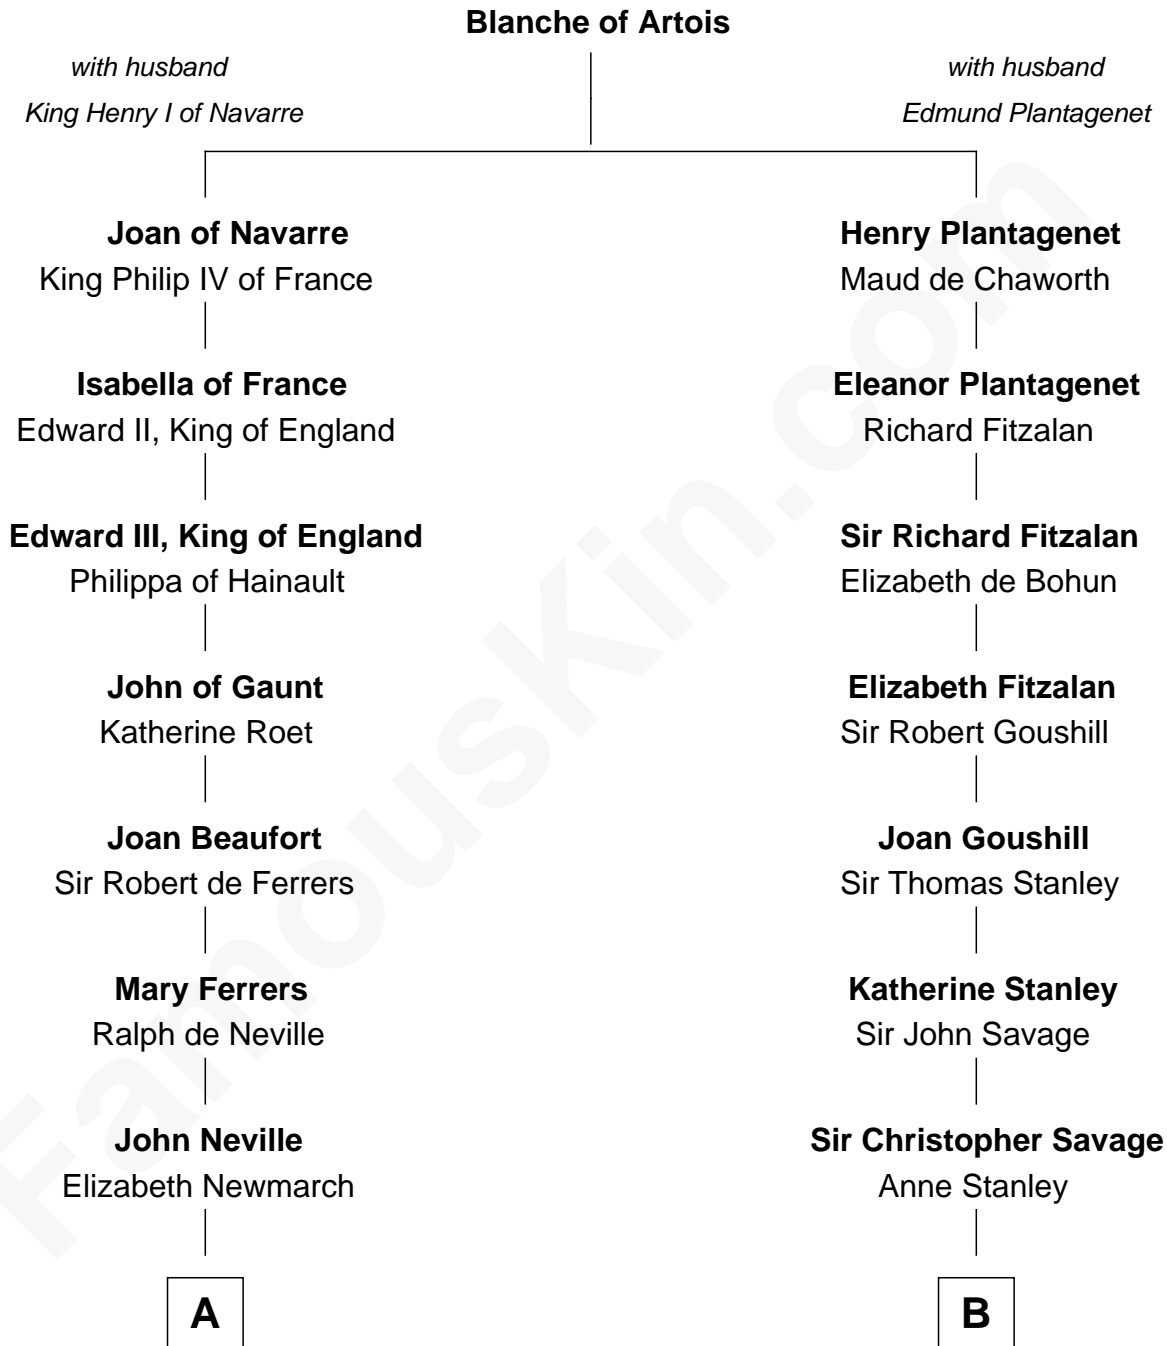 Blanche of Artois
with husband
King Henry I of Navarre
with husband
Edmund Plantagenet
Joan of Navarre
King Philip IV of France
Henry Plantagenet
Maud de Chaworth
Isabella of France
Edward II, King of England
Eleanor Plantagenet
Richard Fitzalan
Edward III, King of England
Philippa of Hainault
Sir Richard Fitzalan
Elizabeth de Bohun
John of Gaunt
Katherine Roet
Elizabeth Fitzalan
Sir Robert Goushill
Joan Beaufort
Sir Robert de Ferrers
Joan Goushill
Sir Thomas Stanley
Mary Ferrers
Ralph de Neville
Katherine Stanley
Sir John Savage
John Neville
Elizabeth Newmarch
Sir Christopher Savage
Anne Stanley
A
B
FamousKin.com